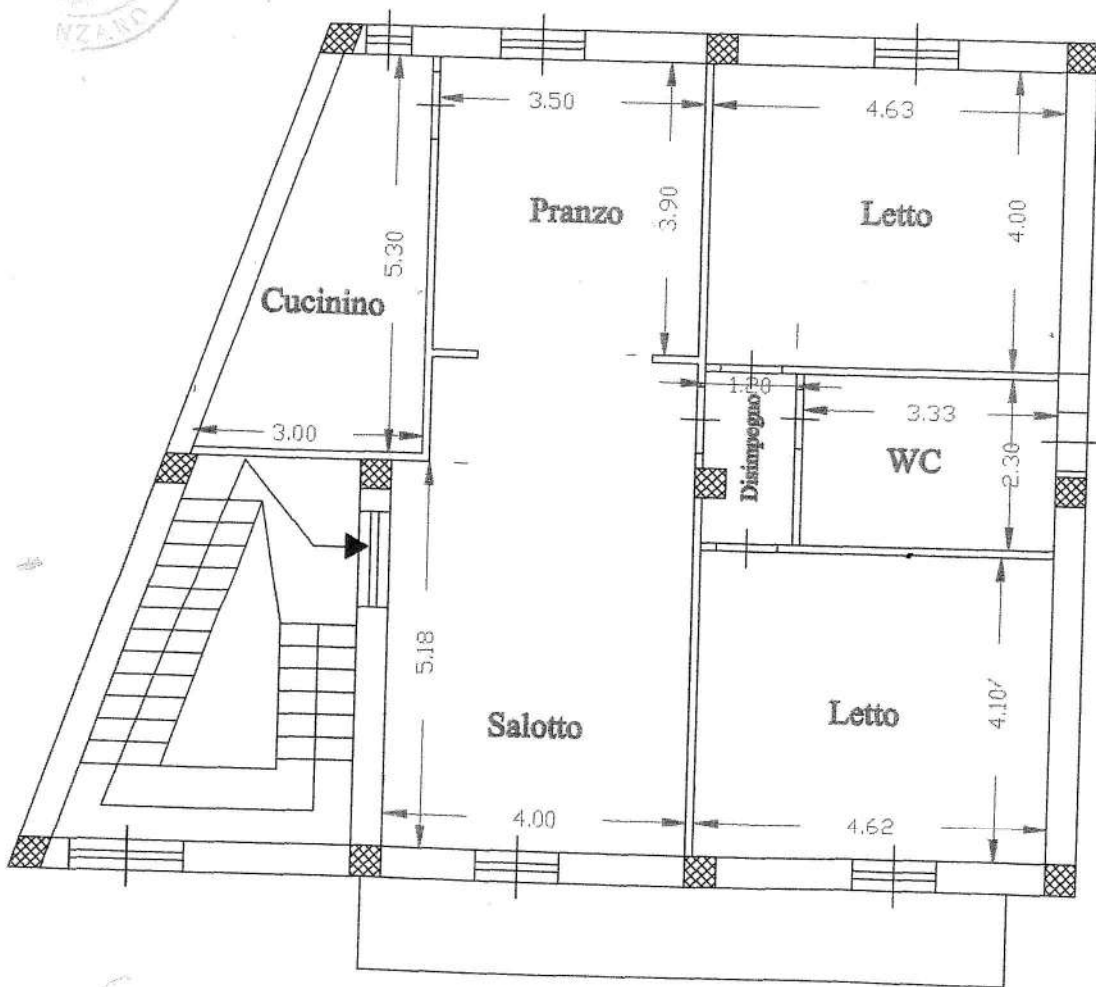 NZANO
3.50
4.63
Pranzo
3.90
Letto
4.00
5.30
Cucinino
1.20
3.33
3.00
Disimpegno
WC
2.30
5.18
Salotto
Letto
4.10
4.00
4.62